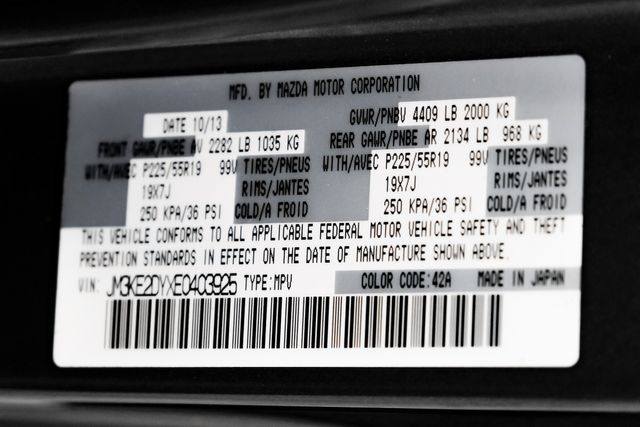 MFD. BY MAZDA MOTOR CORPORATION
DATE 10/13 GVWR/PNBV 4409 LB 2000 KG
FRONT GAWR/PNBE AV 2282 LB 1035 KG REAR GAWR/PNBE AR 2134 LB 968 KG
WITH/AVEC P225/55R19 99V TIRES/PNEUS WITH/AVEC P225/55R19 99V TIRES/PNEUS
19X7J RIMS/JANTES 19X7J RIMS/JANTES
250 KPA/36 PSI COLD/A FROID 250 KPA/36 PSI COLD/A FROID
THIS VEHICLE CONFORMS TO ALL APPLICABLE FEDERAL MOTOR VEHICLE SAFETY AND THEFT
PREVENTION STANDARDS IN EFFECT ON THE DATE OF MANUFACTURE SHOWN ABOVE.
VIN: JM3KE2DYXE0403925 TYPE:MPV COLOR CODE:42A MADE IN JAPAN